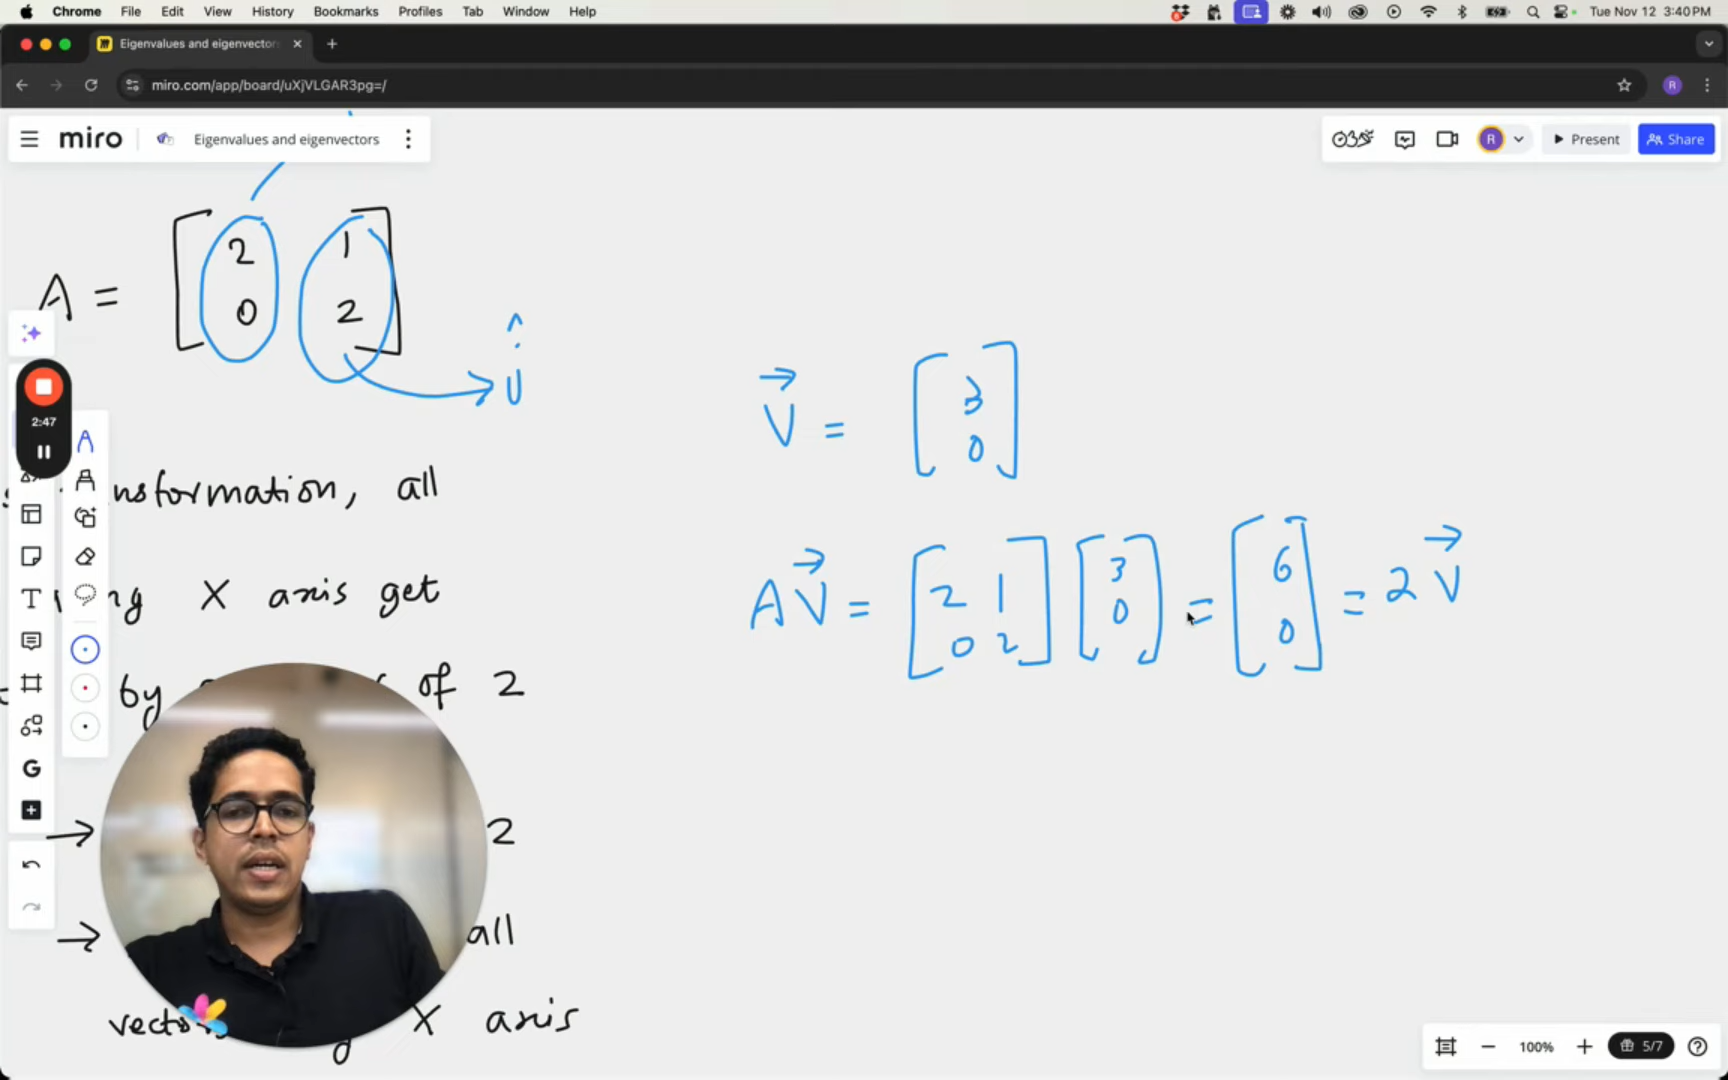 Chrome File Edit View History Bookmarks Profiles Tab Window Help Tue Nov 12 3:40 PM
Eigenvalues and eigenvector
miro.com/app/board/uXjVLGAR3pg=/
R
miro Eigenvalues and eigenvectors
R Present Share
A = [2 1
0 2]
ĵ
2:47
nsformation, all
ng X axis get
by of 2
2
all
X axis
V⃗ = [3
0]
AV⃗ = [2 1 [3 = [6 = 2V⃗
0 2] 0] 0]
T
G
100% 5/7